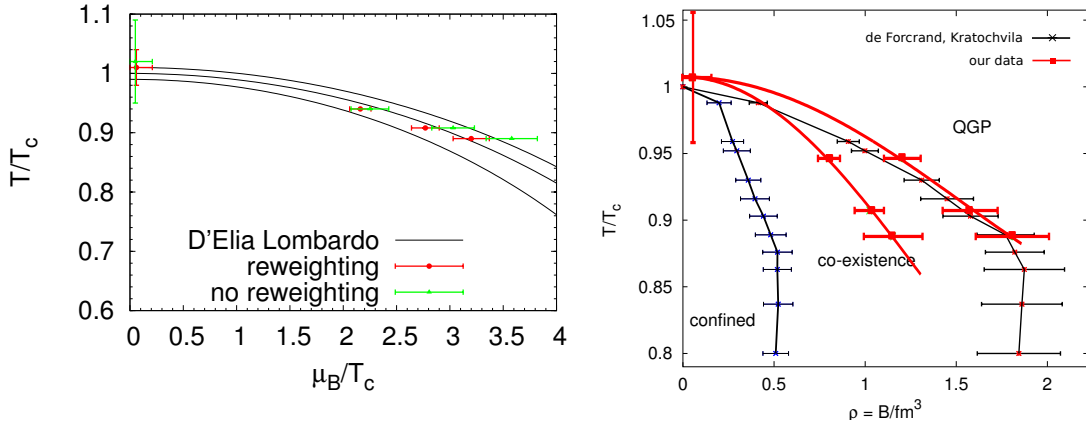 1.1
1
0.9
0.8
0.7
0.6
T/T_c
D'Elia Lombardo
reweighting
no reweighting
0 0.5 1 1.5 2 2.5 3 3.5 4
μ_B/T_c
1.05
1
0.95
0.9
0.85
0.8
T/T_c
de Forcrand, Kratochvila
our data
QGP
co-existence
confined
0 0.5 1 1.5 2
ρ = B/fm³